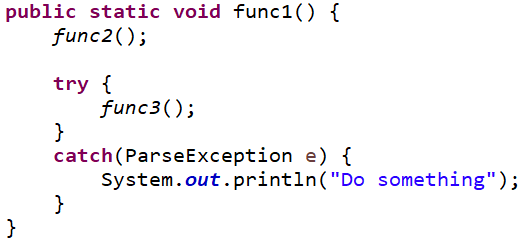 public static void func1() {
    func2();

    try {
        func3();
    }
    catch(ParseException e) {
        System.out.println("Do something");
    }
}